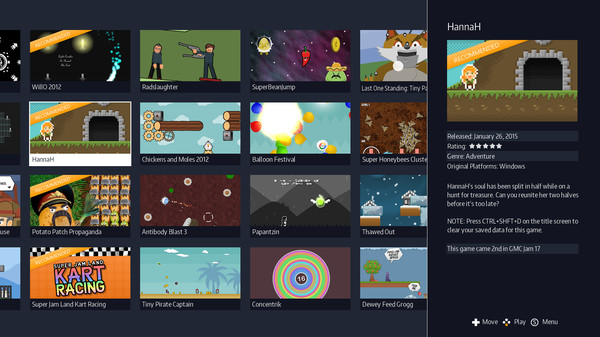 RECOMMENDED
WillO 2012
Radslaughter
SuperBeanJump
Last One Standing: Tiny Pa
RECOMMENDED
HannaH
Chickens and Moles 2012
Balloon Festival
Super Honeybees Cluste
use
RECOMMENDED
Potato Patch Propaganda
Antibody Blast 3
Papantzin
Thawed Out
RECOMMENDED
SUPER JAM LAND
KART
RACING
Super Jam Land Kart Racing
Tiny Pirate Captain
16
Concentrik
Dewey Feed Grogg
HannaH
RECOMMENDED
Released: January 26, 2015
Rating: ★★★★★
Genre: Adventure
Original Platforms: Windows
HannaH's soul has been split in half while on a
hunt for treasure. Can you reunite her two halves
before it's too late?
NOTE: Press CTRL+SHFT+D on the title screen to
clear your saved data for this game.
This game came 2nd in GMC Jam 17
Move
Play
S Menu